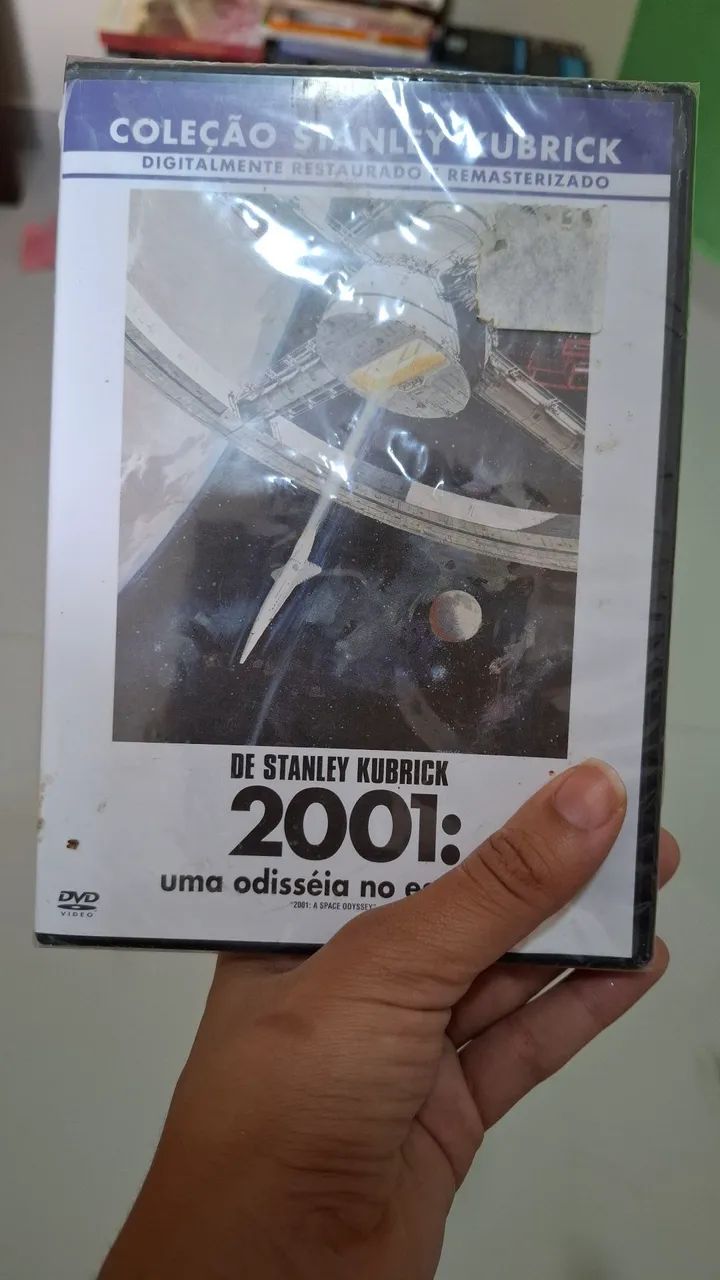 COLEÇÃO STANLEY KUBRICK
DIGITALMENTE RESTAURADO E REMASTERIZADO
DE STANLEY KUBRICK
2001:
uma odisséia no
"2001: A SPACE ODYSSEY"
DVD
VIDEO